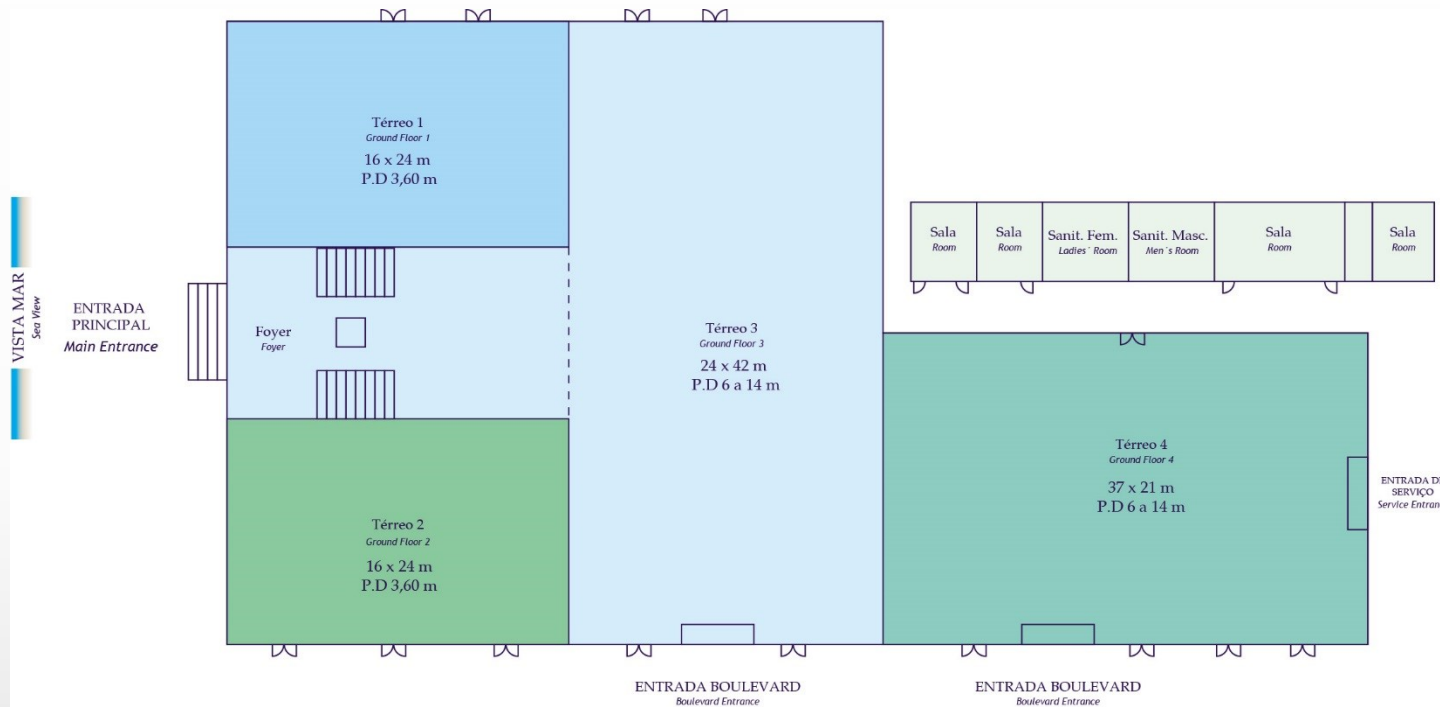 VISTA MAR
Sea View
ENTRADA
PRINCIPAL
Main Entrance
Térreo 1
Ground Floor 1
16 x 24 m
P.D 3,60 m
Foyer
Foyer
Térreo 2
Ground Floor 2
16 x 24 m
P.D 3,60 m
Térreo 3
Ground Floor 3
24 x 42 m
P.D 6 a 14 m
Sala
Room
Sala
Room
Sanit. Fem.
Ladies´ Room
Sanit. Masc.
Men´s Room
Sala
Room
Sala
Room
Térreo 4
Ground Floor 4
37 x 21 m
P.D 6 a 14 m
ENTRADA D
SERVIÇO
Service Entran
ENTRADA BOULEVARD
Boulevard Entrance
ENTRADA BOULEVARD
Boulevard Entrance